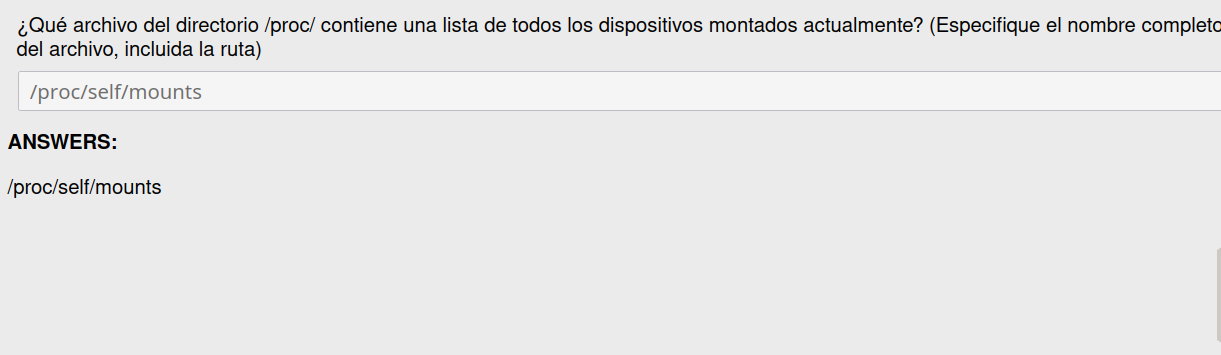 ¿Qué archivo del directorio /proc/ contiene una lista de todos los dispositivos montados actualmente? (Especifique el nombre completo
del archivo, incluida la ruta)
/proc/self/mounts
ANSWERS:
/proc/self/mounts